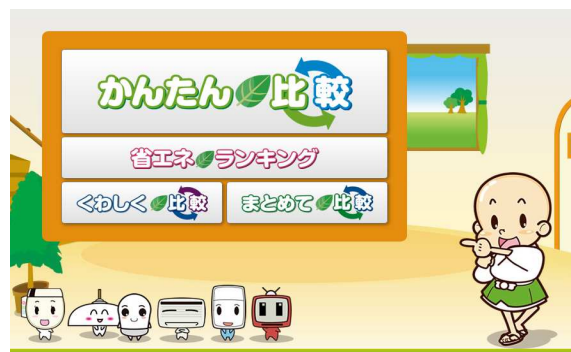 かんたん比較
省エネランキング
くわしく比較
まとめて比較